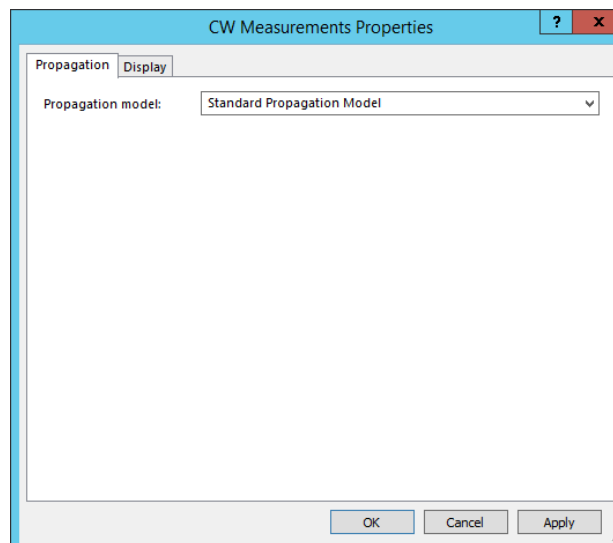 CW Measurements Properties
? x
Propagation Display
Propagation model: Standard Propagation Model
OK Cancel Apply